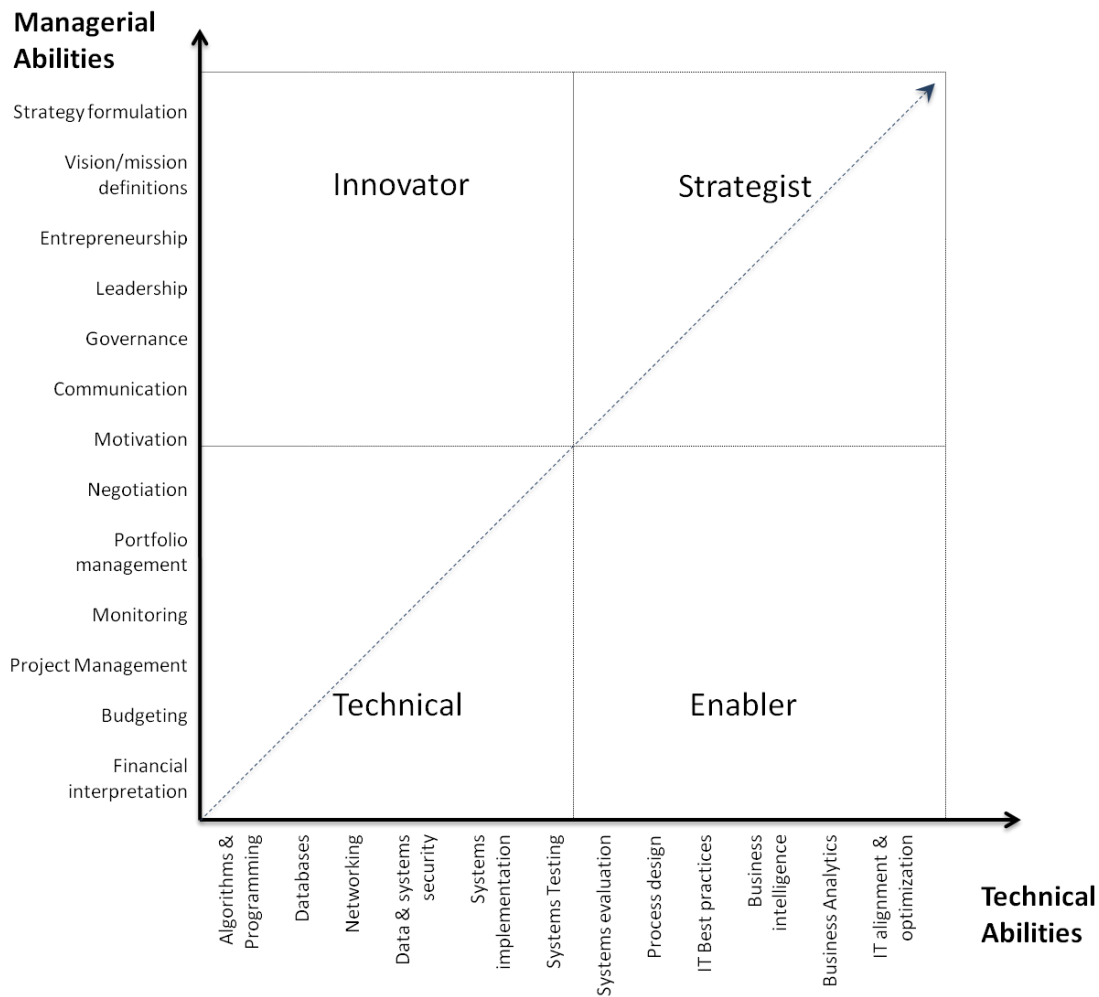 Managerial
Abilities
Strategy formulation
Vision/mission
definitions
Entrepreneurship
Leadership
Governance
Communication
Motivation
Negotiation
Portfolio
management
Monitoring
Project Management
Budgeting
Financial
interpretation
Innovator
Strategist
Technical
Enabler
Algorithms &
Programming
Databases
Networking
Data & systems
security
Systems
implementation
Systems Testing
Systems evaluation
Process design
IT Best practices
Business
intelligence
Business Analytics
IT alignment &
optimization
Technical
Abilities